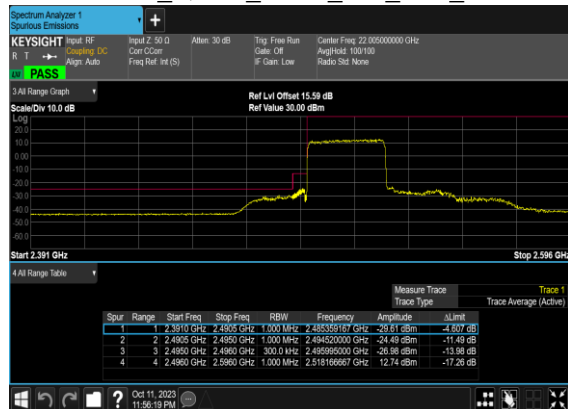 Spectrum Analyzer 1
Spurious Emissions
KEYSIGHT Input: RF Input Z: 50 Ω Atten: 30 dB Trig: Free Run Center Freq: 22.005000000 GHz
R T Coupling: DC Corr CCorr Gate: Off Avg|Hold: 100/100
Align: Auto Freq Ref: Int (S) IF Gain: Low Radio Std: None
PASS
3 All Range Graph
Ref Lvl Offset 15.59 dB
Scale/Div 10.0 dB Ref Value 30.00 dBm
Log
20.0
10.0
0.00
-10.0
-20.0
-30.0
-40.0
-50.0
-60.0
Start 2.391 GHz Stop 2.596 GHz
4 All Range Table
Measure Trace Trace 1
Trace Type Trace Average (Active)
Spur Range Start Freq Stop Freq RBW Frequency Amplitude ΔLimit
1 1 2.3910 GHz 2.4905 GHz 1.000 MHz 2.485359167 GHz -29.61 dBm -4.607 dB
2 2 2.4905 GHz 2.4950 GHz 1.000 MHz 2.494520000 GHz -24.49 dBm -11.49 dB
3 3 2.4950 GHz 2.4960 GHz 300.0 kHz 2.495995000 GHz -26.98 dBm -13.98 dB
4 4 2.4960 GHz 2.5960 GHz 1.000 MHz 2.518166667 GHz 12.74 dBm -17.26 dB
? Oct 11, 2023
11:56:19 PM